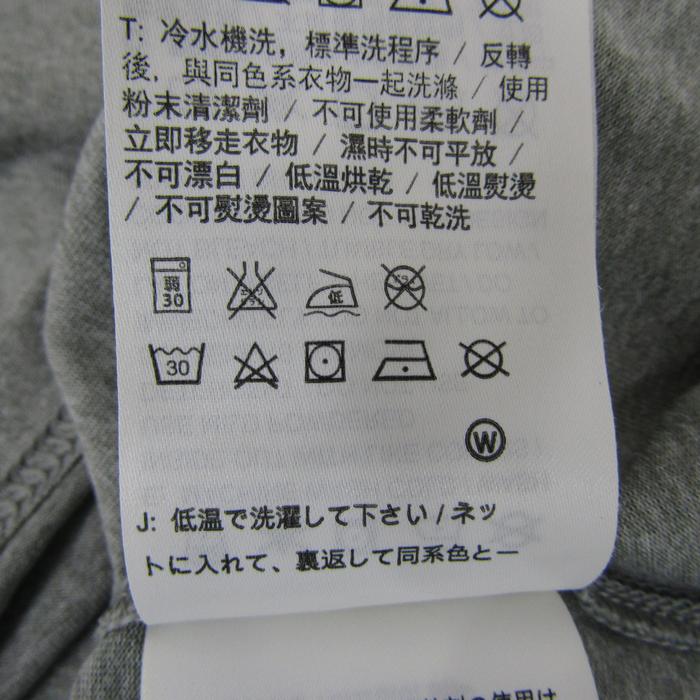 T: 冷水機洗，標準洗程序 / 反轉
後，與同色系衣物一起洗滌 / 使用
粉末清潔劑 / 不可使用柔軟劑 /
立即移走衣物 / 濕時不可平放 /
不可漂白 / 低溫烘乾 / 低溫熨燙
/ 不可熨燙圖案 / 不可乾洗
弱
30
低
30
W
J: 低温で洗濯して下さい / ネッ
トに入れて、裏返して同系色と一